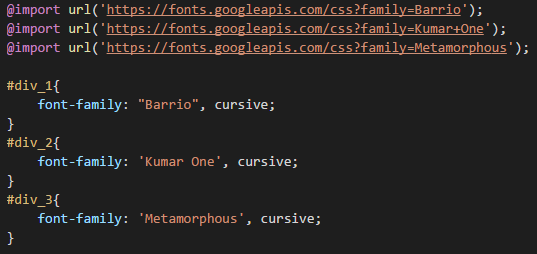 @import url('https://fonts.googleapis.com/css?family=Barrio');
@import url('https://fonts.googleapis.com/css?family=Kumar+One');
@import url('https://fonts.googleapis.com/css?family=Metamorphous');
#div_1{
font-family: "Barrio", cursive;
}
#div_2{
font-family: 'Kumar One', cursive;
}
#div_3{
font-family: 'Metamorphous', cursive;
}